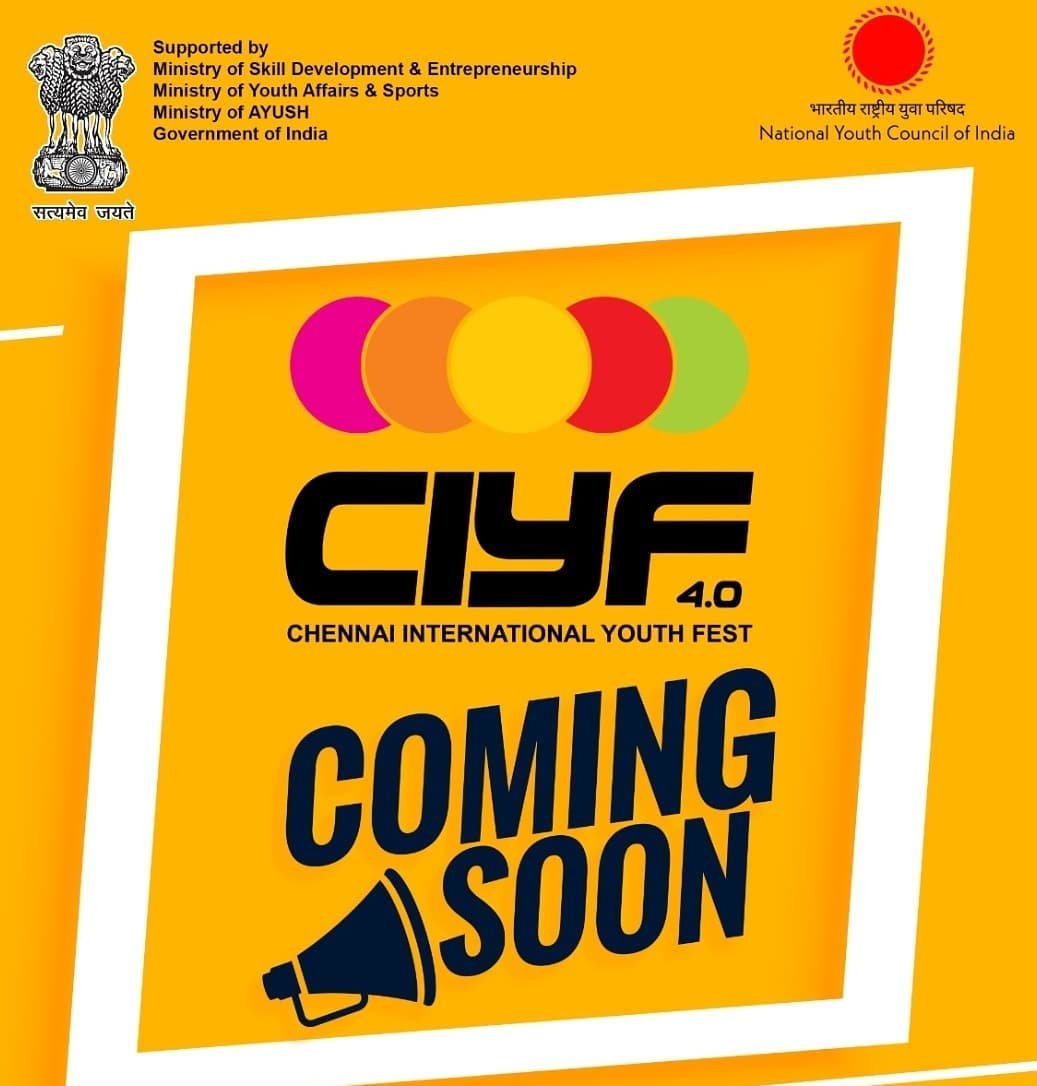 Supported by
Ministry of Skill Development & Entrepreneurship
Ministry of Youth Affairs & Sports
Ministry of AYUSH
Government of India
सत्यमेव जयते
भारतीय राष्ट्रीय युवा परिषद
National Youth Council of India
CIYF
4.0
CHENNAI INTERNATIONAL YOUTH FEST
COMING
SOON